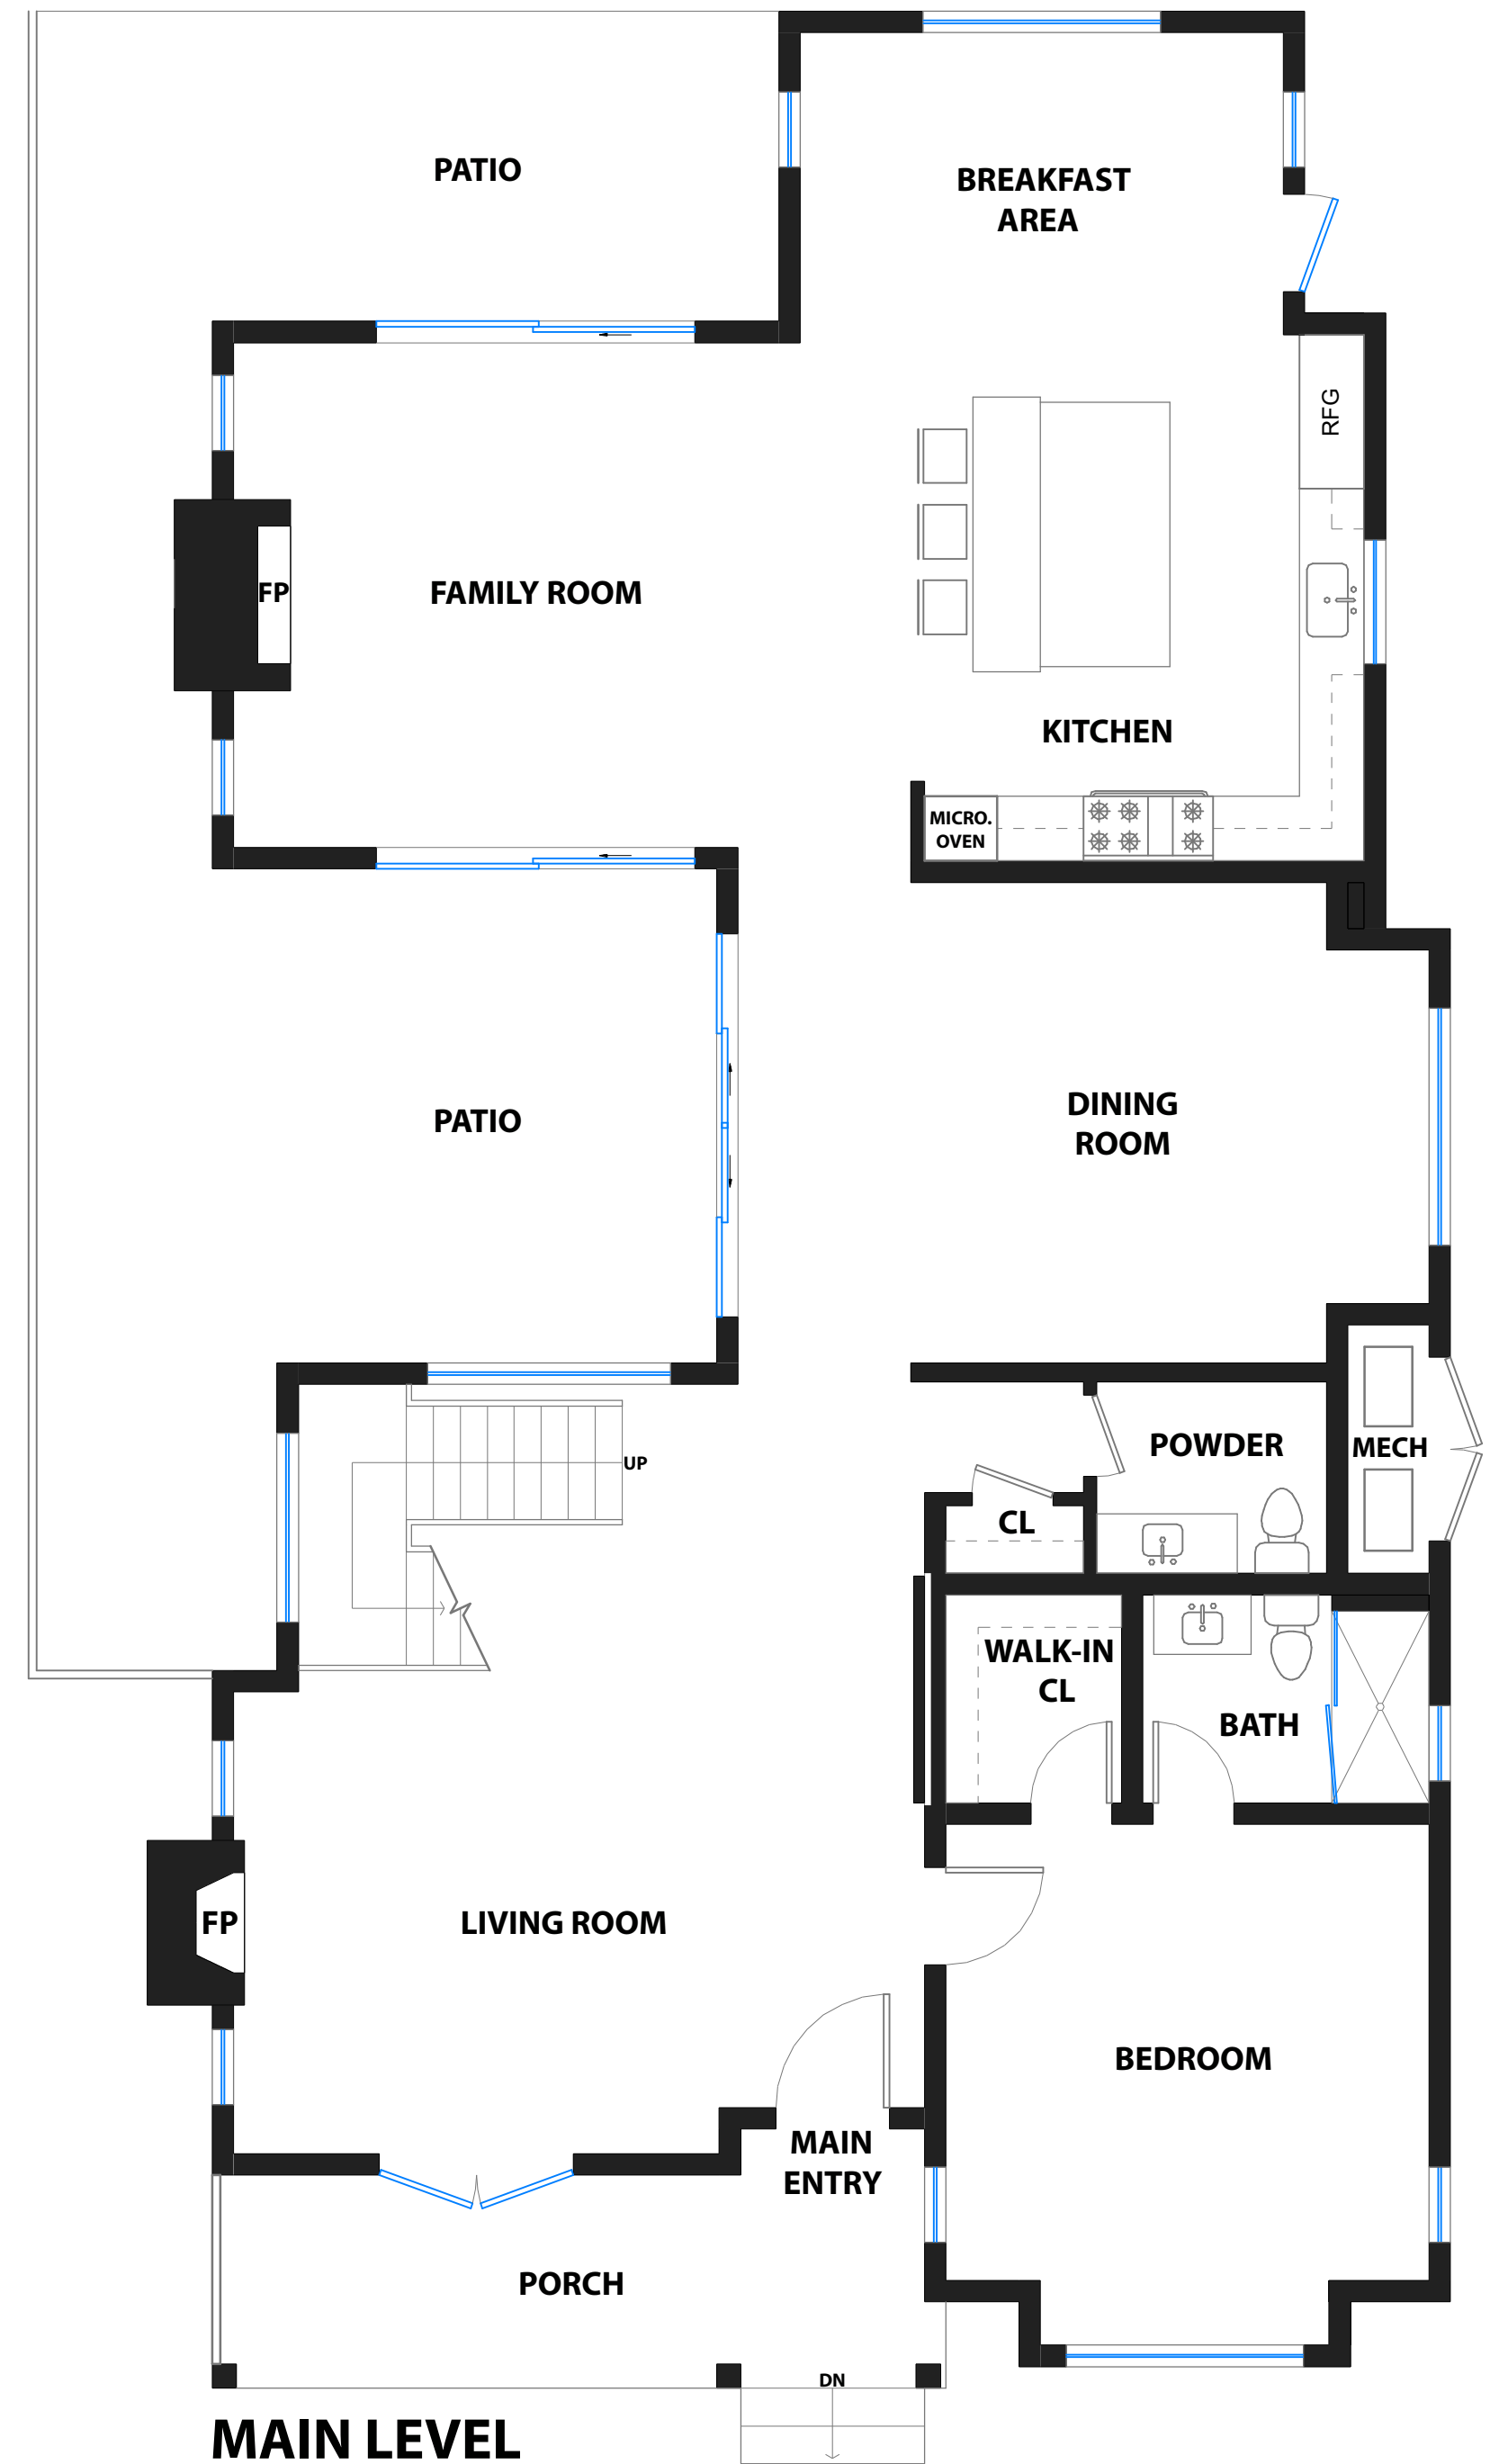 PATIO
BREAKFAST
AREA
RFG
FP
FAMILY ROOM
KITCHEN
MICRO.
OVEN
PATIO
DINING
ROOM
UP
POWDER
MECH
CL
WALK-IN
CL
BATH
FP
LIVING ROOM
BEDROOM
MAIN
ENTRY
PORCH
DN
MAIN LEVEL